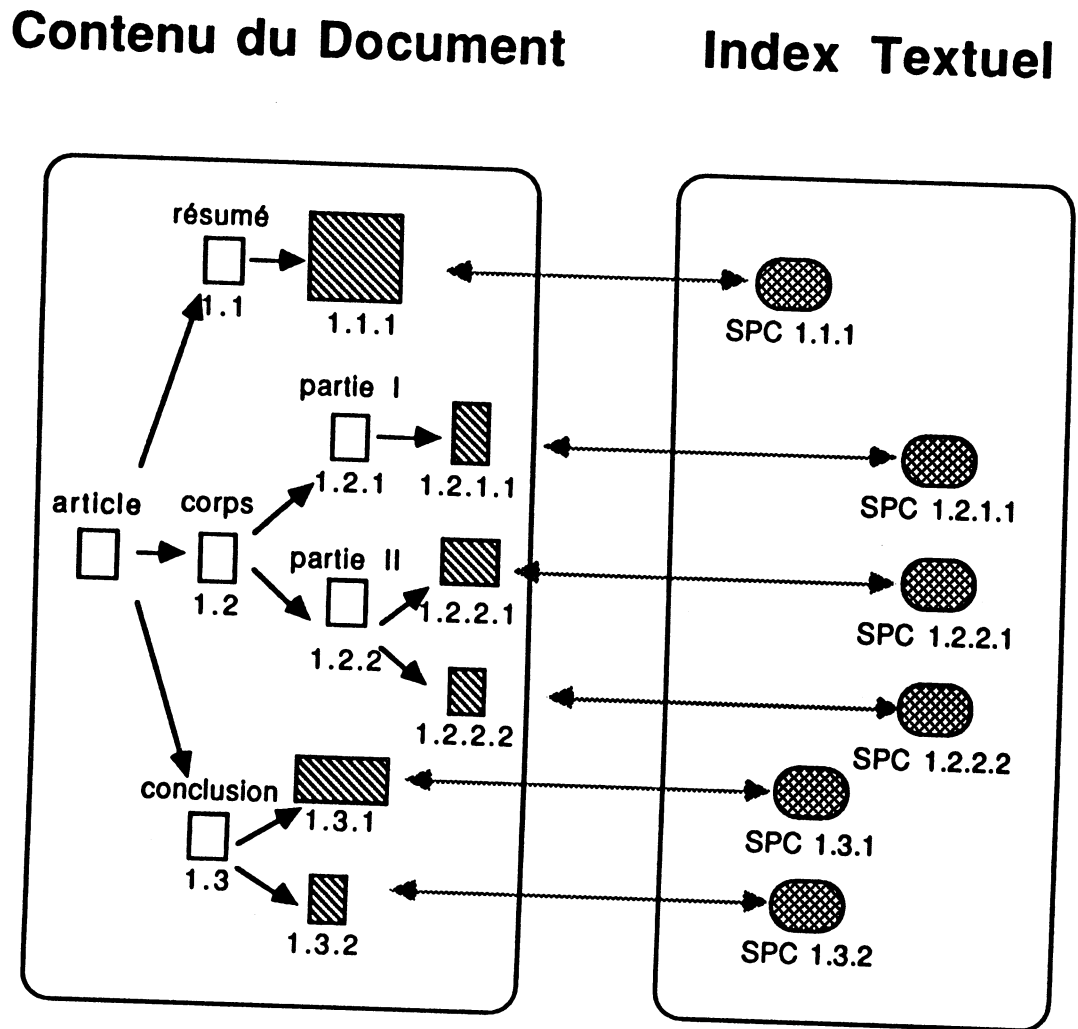 Contenu du Document
Index Textuel
résumé
1.1
1.1.1
SPC 1.1.1
partie I
1.2.1
1.2.1.1
SPC 1.2.1.1
article
corps
1.2
partie II
1.2.2
1.2.2.1
SPC 1.2.2.1
1.2.2.2
SPC 1.2.2.2
conclusion
1.3
1.3.1
SPC 1.3.1
1.3.2
SPC 1.3.2